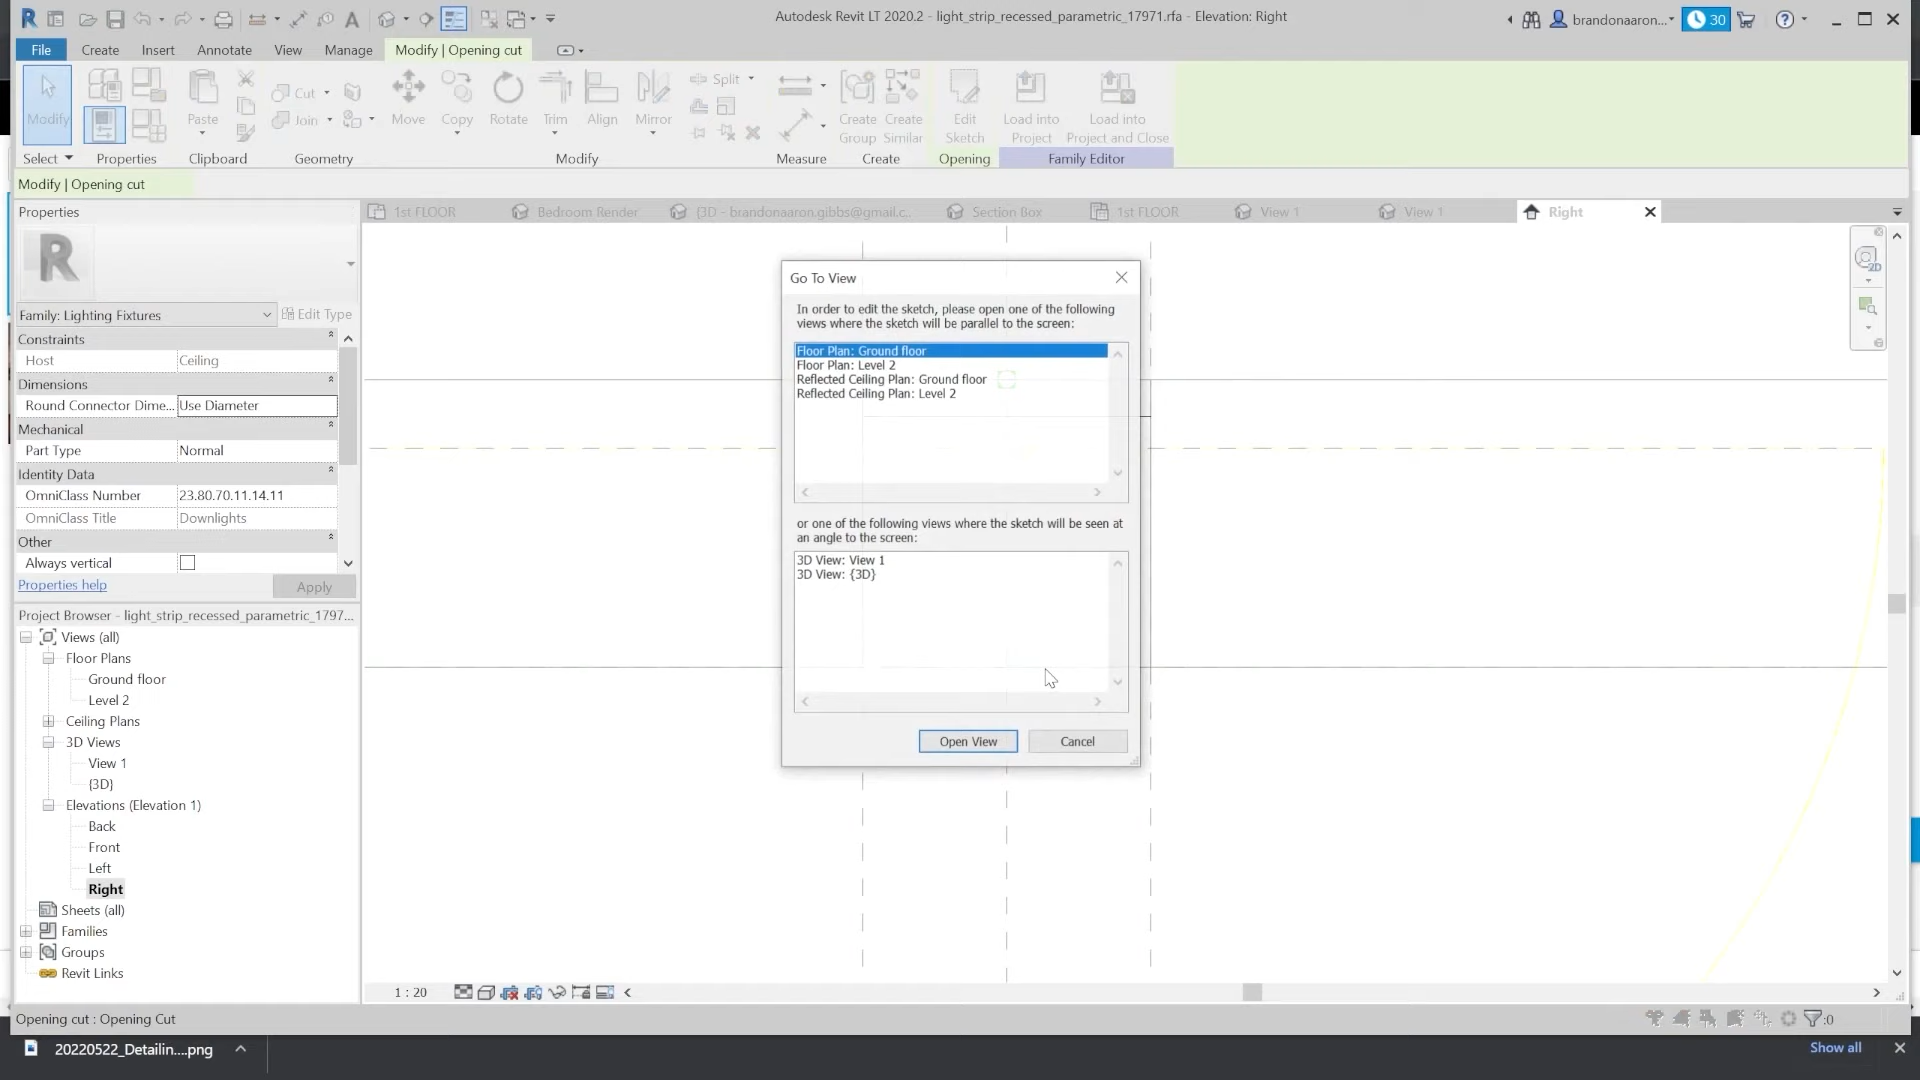 Autodesk Revit LT 2020.2 - light_strip_recessed_parametric_17971.rfa - Elevation: Right
brandonaaron...
30
File Create Insert Annotate View Manage Modify | Opening cut
Modify
Paste
Cut
Join
Move
Copy
Rotate
Trim
Align
Mirror
Split
Create Group
Create Similar
Edit Sketch
Load into Project
Load into Project and Close
Select Properties Clipboard Geometry Modify Measure Create Opening Family Editor
Modify | Opening cut
Properties
1st FLOOR
Bedroom Render
{3D - brandonaaron.gibbs@gmail.c...
Section Box
1st FLOOR
View 1
View 1
Right
Family: Lighting Fixtures
Edit Type
Constraints
Host Ceiling
Dimensions
Round Connector Dime... Use Diameter
Mechanical
Part Type Normal
Identity Data
OmniClass Number 23.80.70.11.14.11
OmniClass Title Downlights
Other
Always vertical
Properties help
Apply
Project Browser - light_strip_recessed_parametric_1797...
Views (all)
Floor Plans
Ground floor
Level 2
Ceiling Plans
3D Views
View 1
{3D}
Elevations (Elevation 1)
Back
Front
Left
Right
Sheets (all)
Families
Groups
Revit Links
Go To View
In order to edit the sketch, please open one of the following
views where the sketch will be parallel to the screen:
Floor Plan: Ground floor
Floor Plan: Level 2
Reflected Ceiling Plan: Ground floor
Reflected Ceiling Plan: Level 2
or one of the following views where the sketch will be seen at
an angle to the screen:
3D View: View 1
3D View: {3D}
Open View
Cancel
2D
1 : 20
Opening cut : Opening Cut
:0
20220522_Detailin....png
Show all